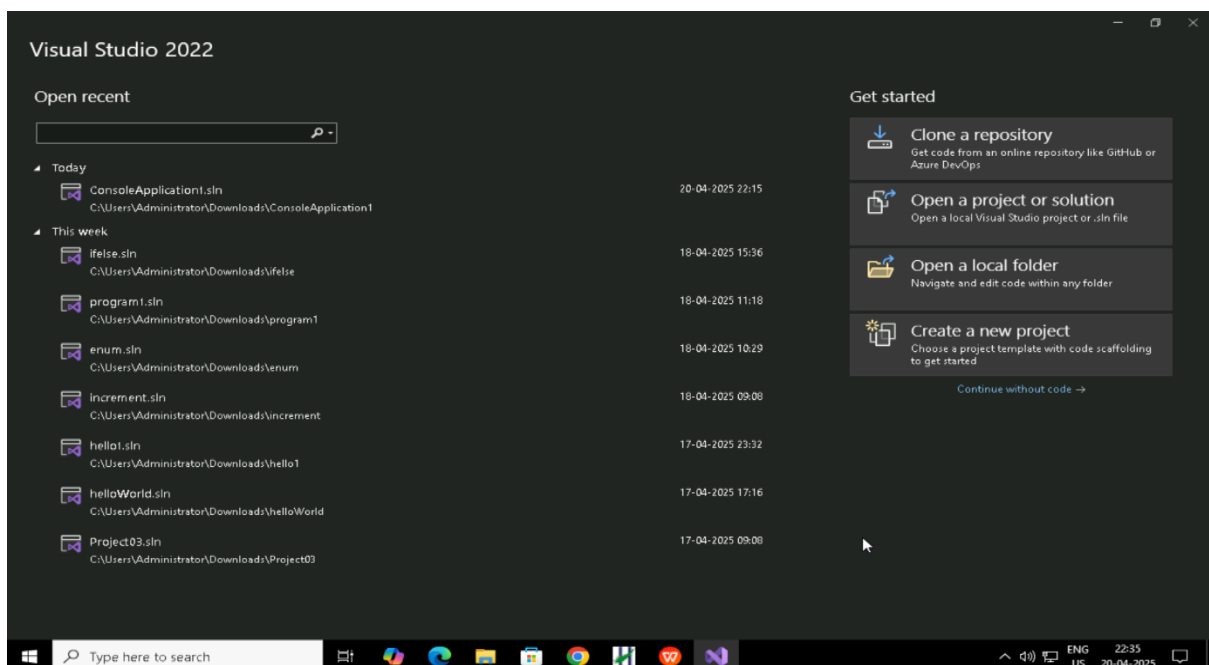 Visual Studio 2022
Open recent
Today
ConsoleApplication1.sln
20-04-2025 22:15
C:\Users\Administrator\Downloads\ConsoleApplication1
This week
ifelse.sln
18-04-2025 15:36
C:\Users\Administrator\Downloads\ifelse
program1.sln
18-04-2025 11:18
C:\Users\Administrator\Downloads\program1
enum.sln
18-04-2025 10:29
C:\Users\Administrator\Downloads\enum
increment.sln
18-04-2025 09:08
C:\Users\Administrator\Downloads\increment
hello1.sln
17-04-2025 23:32
C:\Users\Administrator\Downloads\hello1
helloWorld.sln
17-04-2025 17:16
C:\Users\Administrator\Downloads\helloWorld
Project03.sln
17-04-2025 09:08
C:\Users\Administrator\Downloads\Project03
Get started
Clone a repository
Get code from an online repository like GitHub or
Azure DevOps
Open a project or solution
Open a local Visual Studio project or .sln file
Open a local folder
Navigate and edit code within any folder
Create a new project
Choose a project template with code scaffolding
to get started
Continue without code →
Type here to search
ENG
US
22:35
20-04-2025